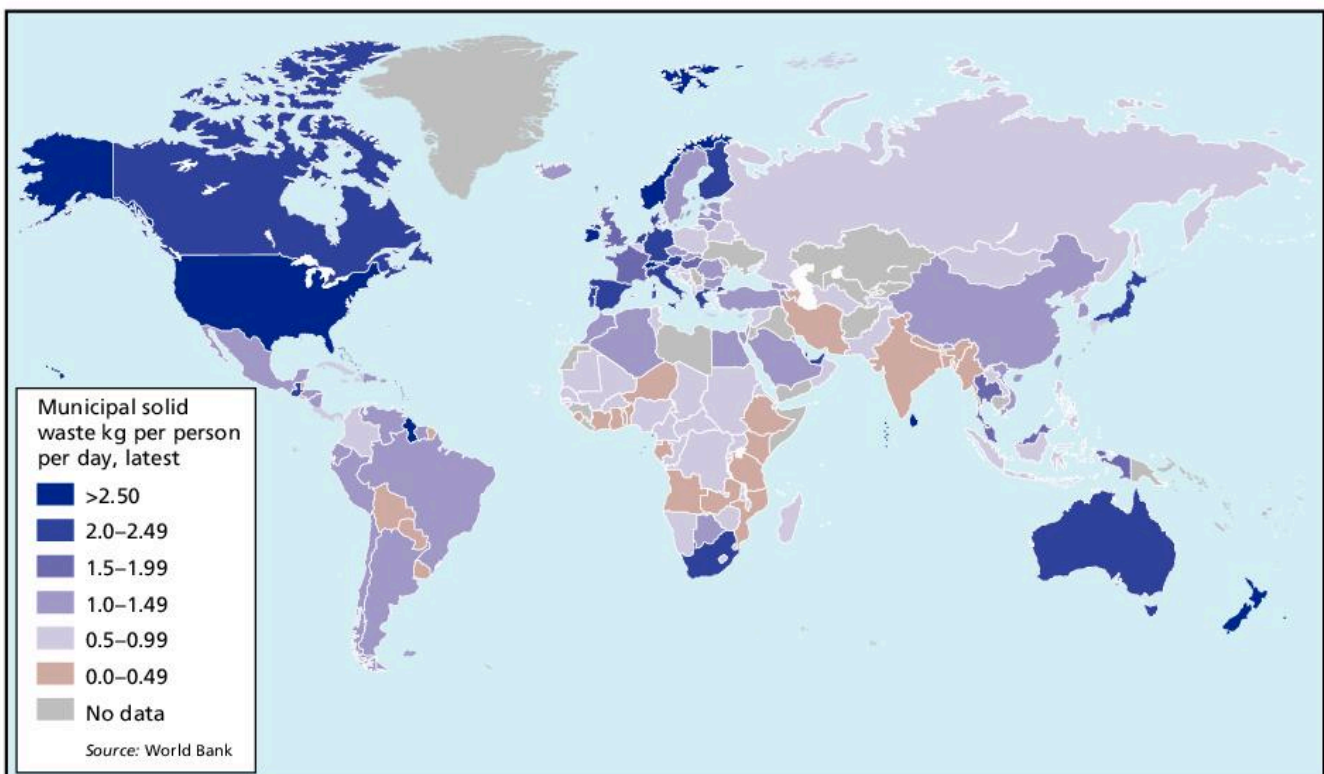 Municipal solid
waste kg per person
per day, latest
>2.50
2.0–2.49
1.5–1.99
1.0–1.49
0.5–0.99
0.0–0.49
No data
Source: World Bank